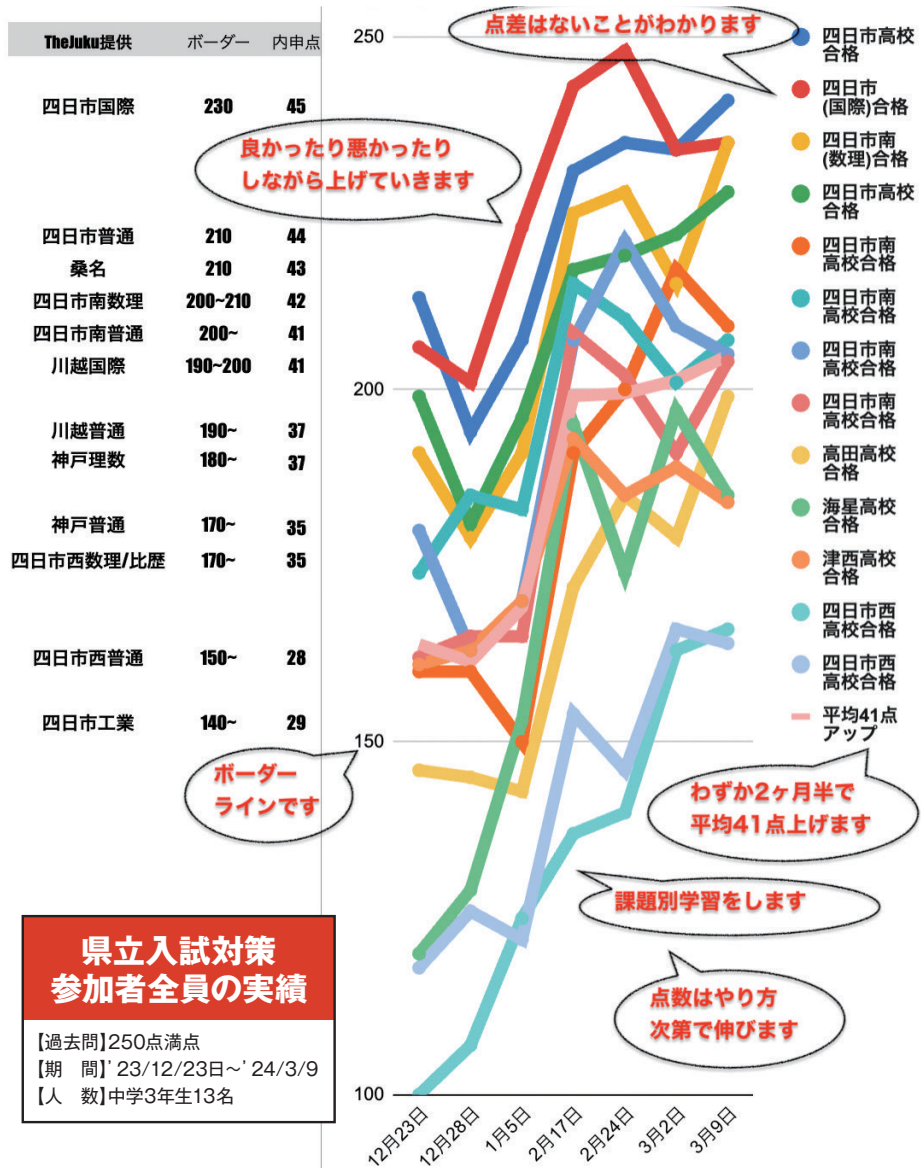 TheJuku提供 ボーダー 内申点
四日市国際 230 45
四日市普通 210 44
桑名 210 43
四日市南数理 200~210 42
四日市南普通 200~ 41
川越国際 190~200 41
川越普通 190~ 37
神戸理数 180~ 37
神戸普通 170~ 35
四日市西数理/比歴 170~ 35
四日市西普通 150~ 28
四日市工業 140~ 29
250
200
150
100
点差はないことがわかります
良かったり悪かったり
しながら上げていきます
ボーダー
ラインです
わずか2ヶ月半で
平均41点上げます
課題別学習をします
点数はやり方
次第で伸びます
12月23日
12月28日
1月5日
2月17日
2月24日
3月2日
3月9日
四日市高校
合格
四日市
(国際)合格
四日市南
(数理)合格
四日市高校
合格
四日市南
高校合格
四日市南
高校合格
四日市南
高校合格
四日市南
高校合格
高田高校
合格
海星高校
合格
津西高校
合格
四日市西
高校合格
四日市西
高校合格
平均41点
アップ
県立入試対策
参加者全員の実績
【過去問】250点満点
【期　間】' 23/12/23日〜' 24/3/9
【人　数】中学3年生13名